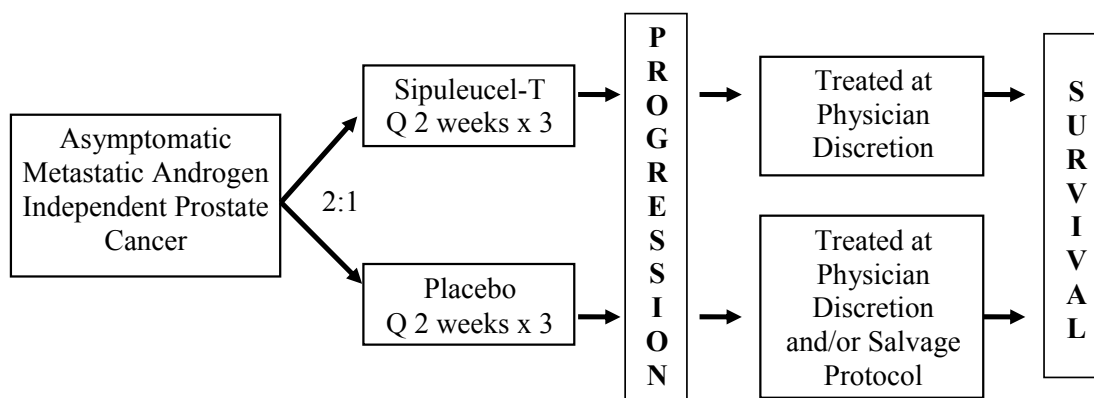 Asymptomatic
Metastatic Androgen
Independent Prostate
Cancer
2:1
Sipuleucel-T
Q 2 weeks x 3
Placebo
Q 2 weeks x 3
PROGRESSION
Treated at
Physician
Discretion
Treated at
Physician
Discretion
and/or Salvage
Protocol
SURVIVAL